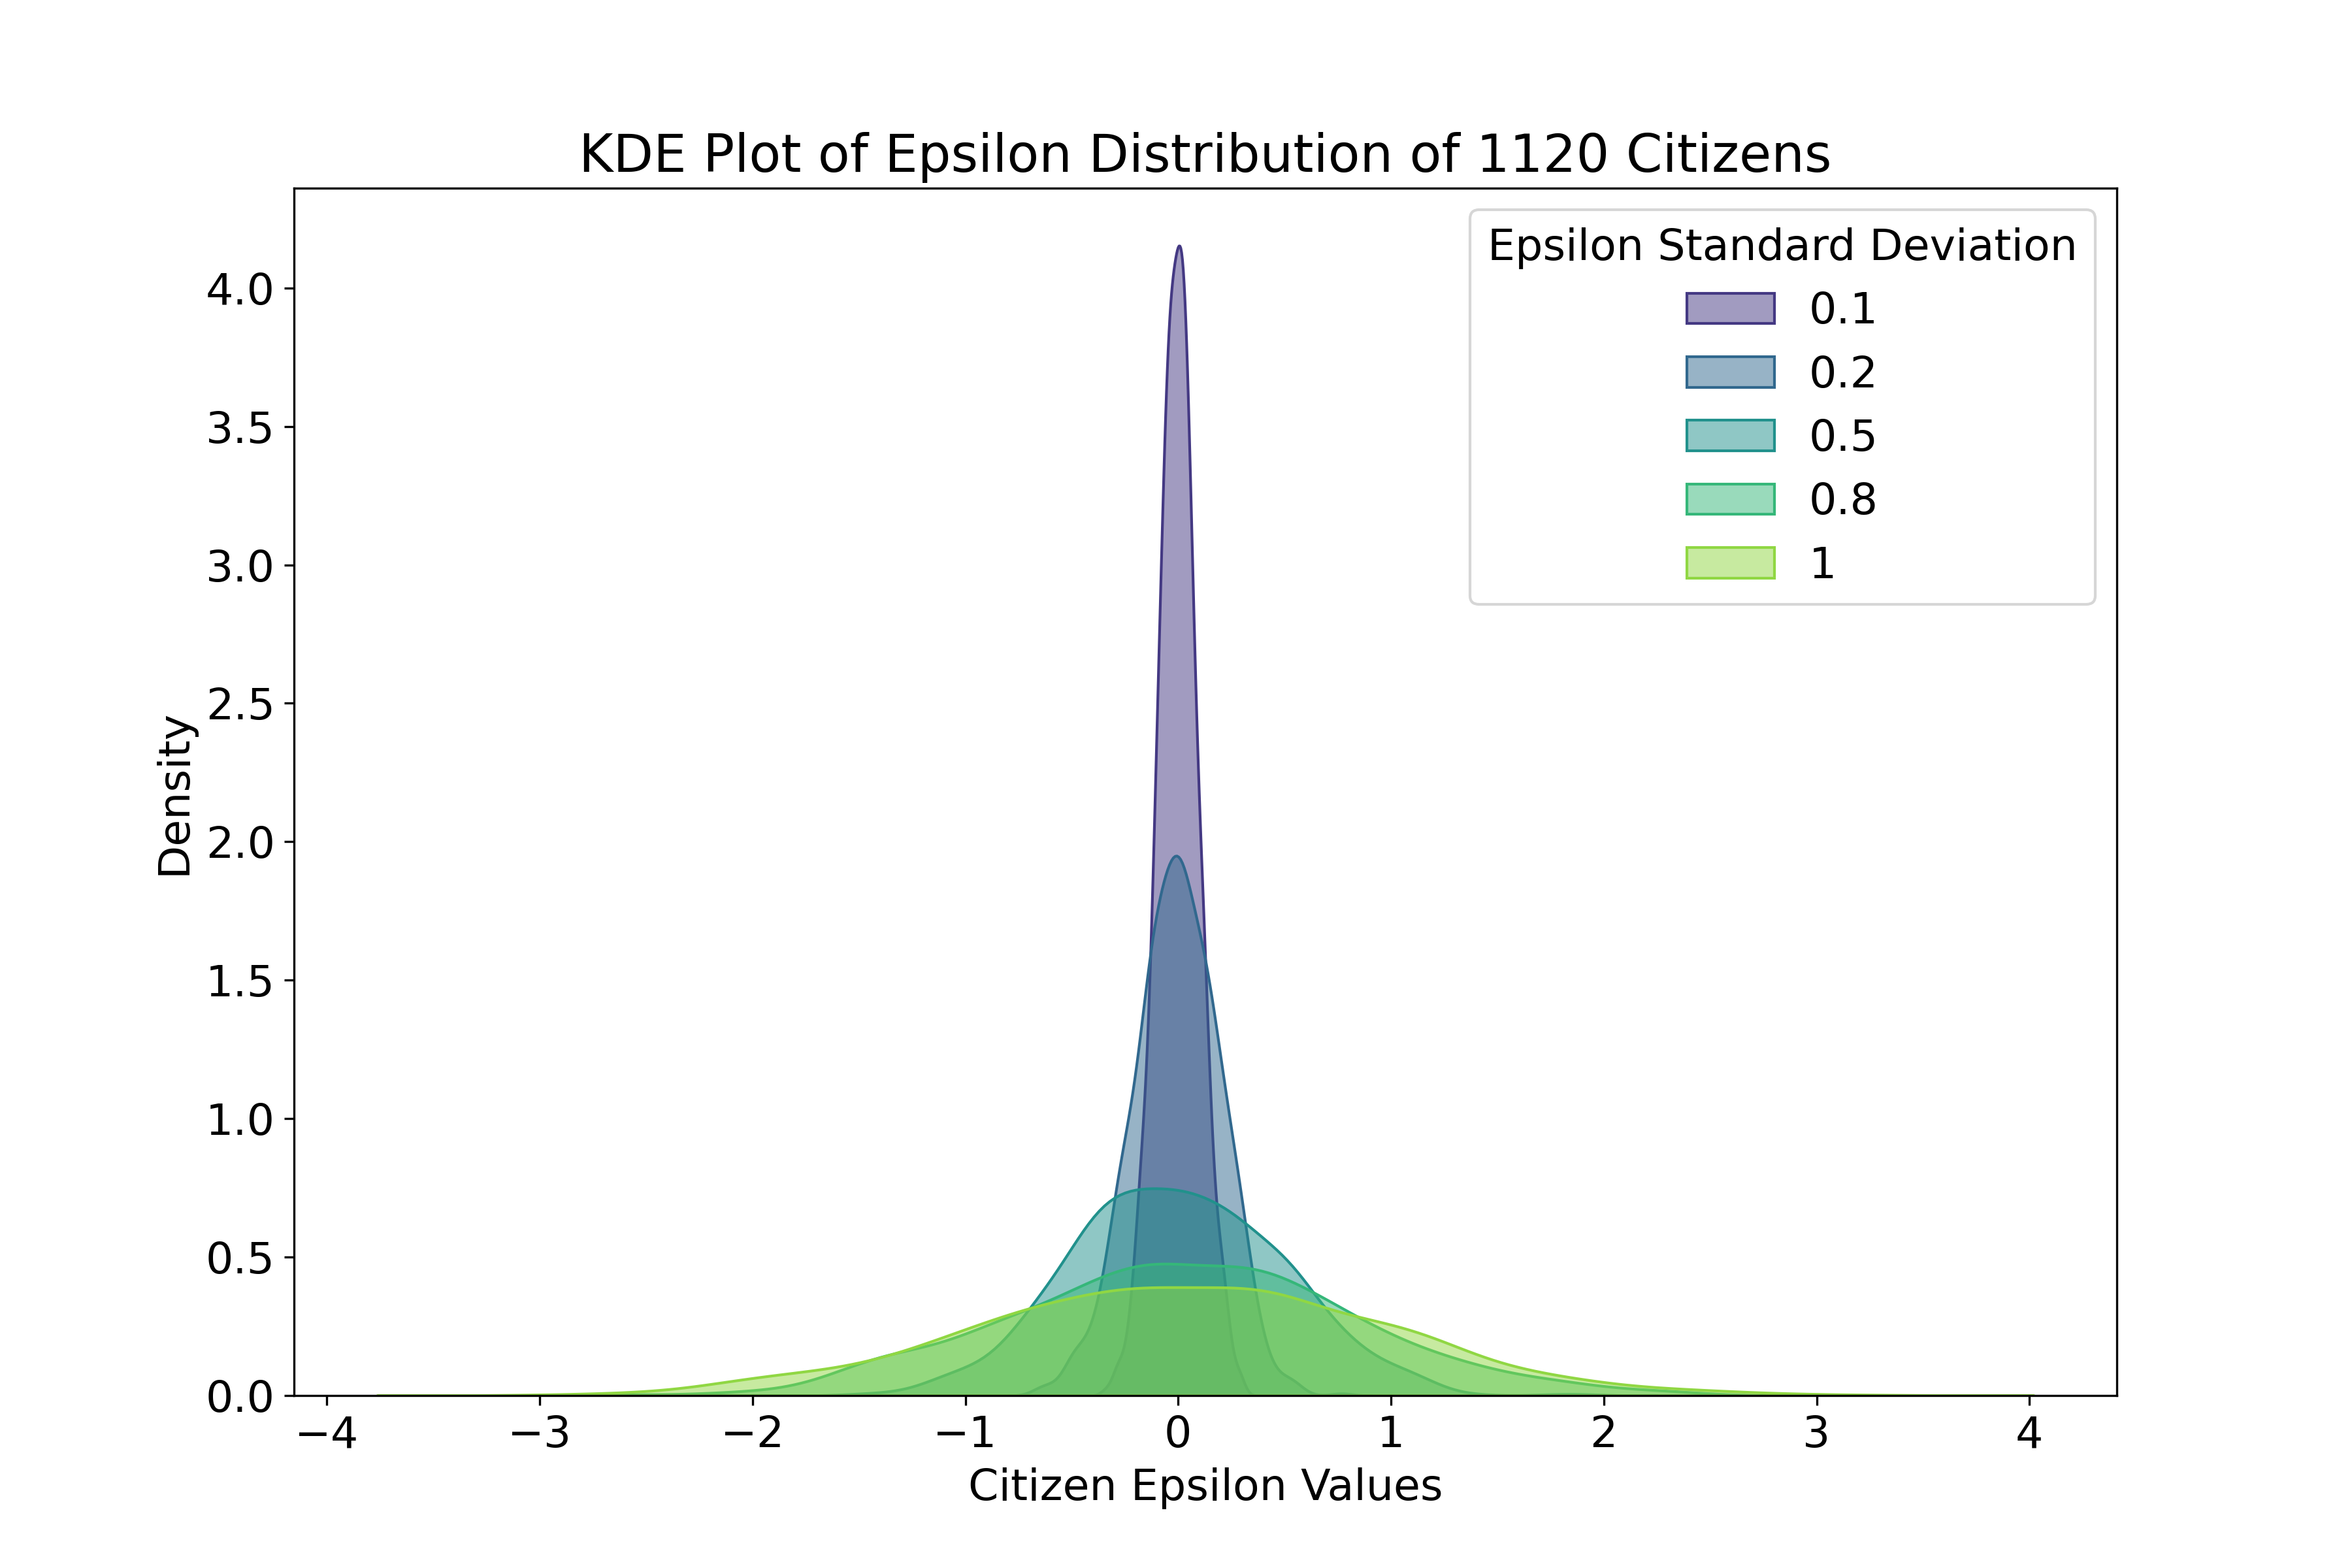 KDE Plot of Epsilon Distribution of 1120 Citizens
Epsilon Standard Deviation
0.1
0.2
0.5
0.8
1
Density
4.0
3.5
3.0
2.5
2.0
1.5
1.0
0.5
0.0
−4 −3 −2 −1 0 1 2 3 4
Citizen Epsilon Values